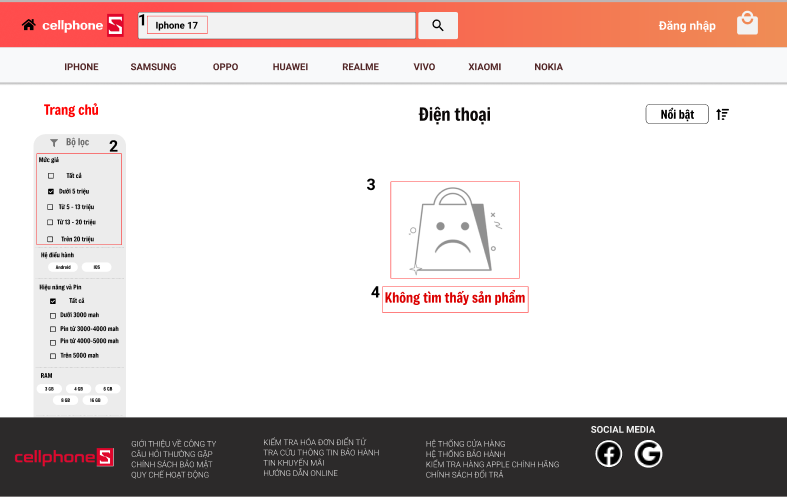 cellphoneS
1
Iphone 17
Đăng nhập
IPHONE SAMSUNG OPPO HUAWEI REALME VIVO XIAOMI NOKIA
Trang chủ
Điện thoại
Nổi bật
Bộ lọc
2
Mức giá
Tất cả
Dưới 5 triệu
Từ 5 - 13 triệu
Từ 13 - 20 triệu
Trên 20 triệu
Hệ điều hành
Android IOS
Hiệu năng và Pin
Tất cả
Dưới 3000 mah
Pin từ 3000-4000 mah
Pin từ 4000-5000 mah
Trên 5000 mah
RAM
3 GB 4 GB 6 GB
8 GB 16 GB
3
4
Không tìm thấy sản phẩm
cellphoneS
GIỚI THIỆU VỀ CÔNG TY
CÂU HỎI THƯỜNG GẶP
CHÍNH SÁCH BẢO MẬT
QUY CHẾ HOẠT ĐỘNG
KIỂM TRA HÓA ĐƠN ĐIỆN TỬ
TRA CỨU THÔNG TIN BẢO HÀNH
TIN KHUYẾN MÃI
HƯỚNG DẪN ONLINE
HỆ THỐNG CỬA HÀNG
HỆ THỐNG BẢO HÀNH
KIỂM TRA HÀNG APPLE CHÍNH HÃNG
CHÍNH SÁCH ĐỔI TRẢ
SOCIAL MEDIA